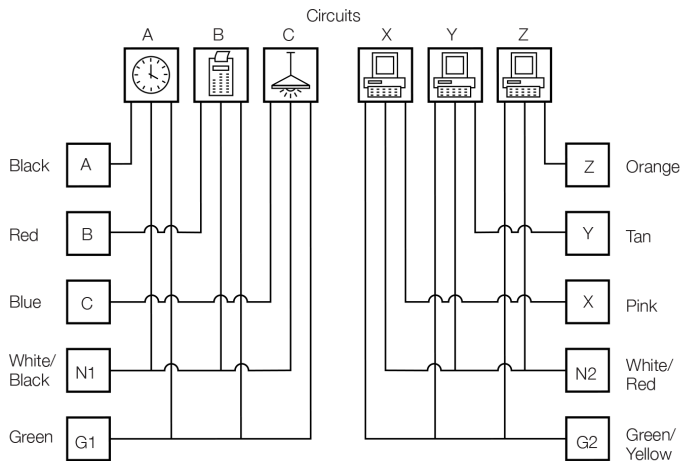 Circuits
A B C X Y Z
Black A Z Orange
Red B Y Tan
Blue C X Pink
White/ White/
Black N1 N2 Red
Green G1 G2 Green/
Yellow